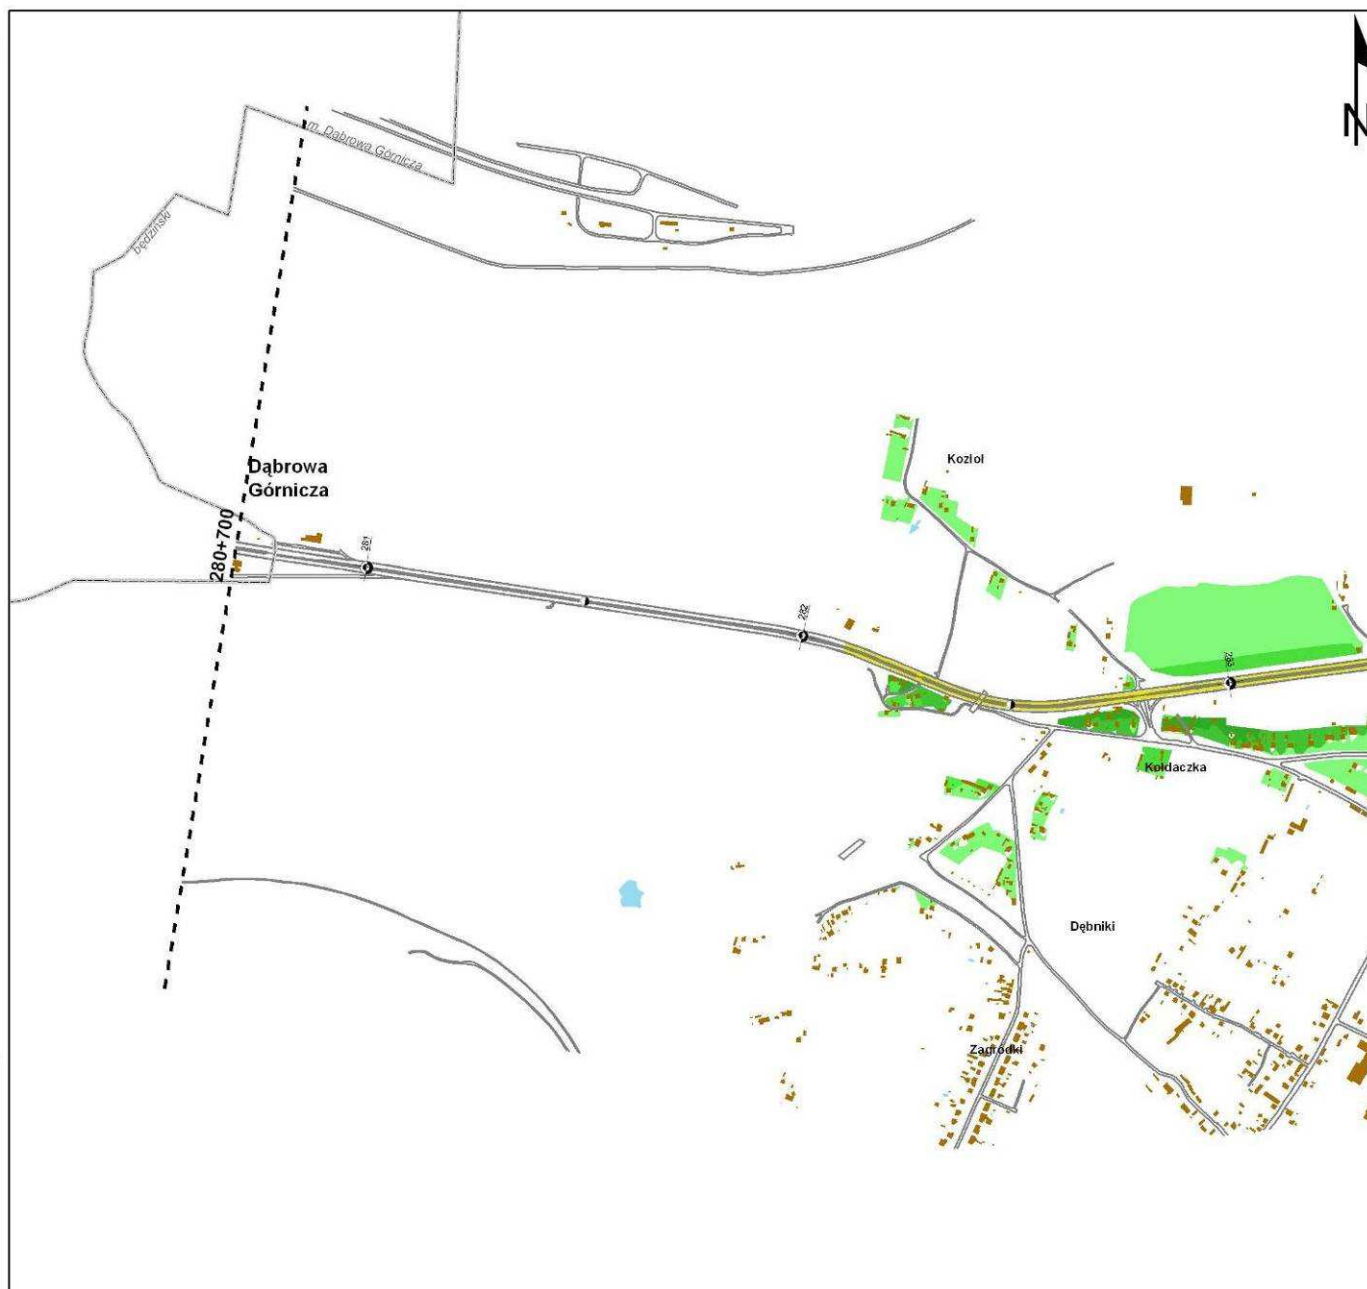 N
m. Dąbrowa Górnicza
będziński
Kozioł
Dąbrowa
Górnicza
280+700
281
282
283
Kołdaczka
Dębniki
Zagródki